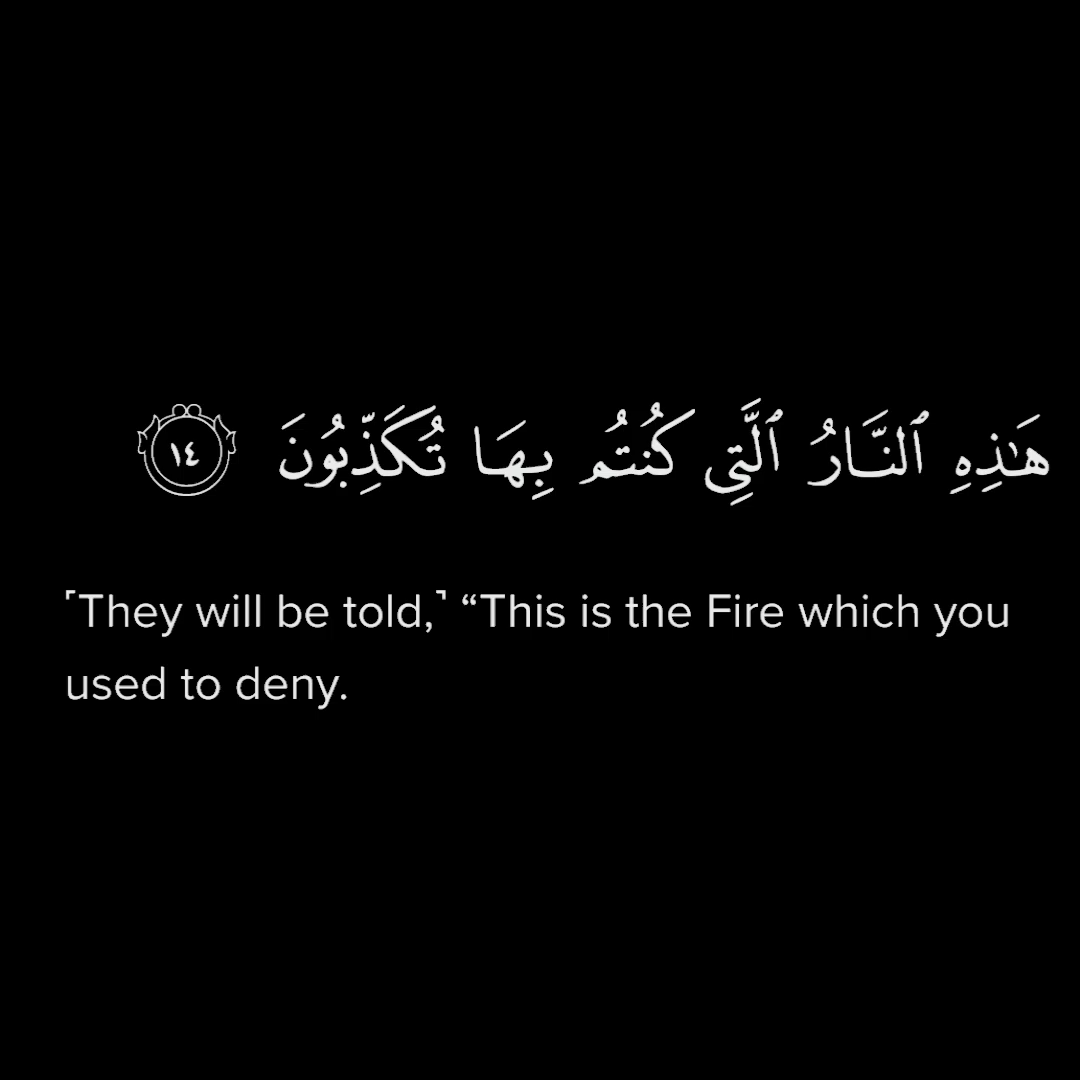 هَـٰذِهِ ٱلنَّارُ ٱلَّتِى كُنتُم بِهَا تُكَذِّبُونَ ١٤
⸢They will be told,⸣ “This is the Fire which you
used to deny.